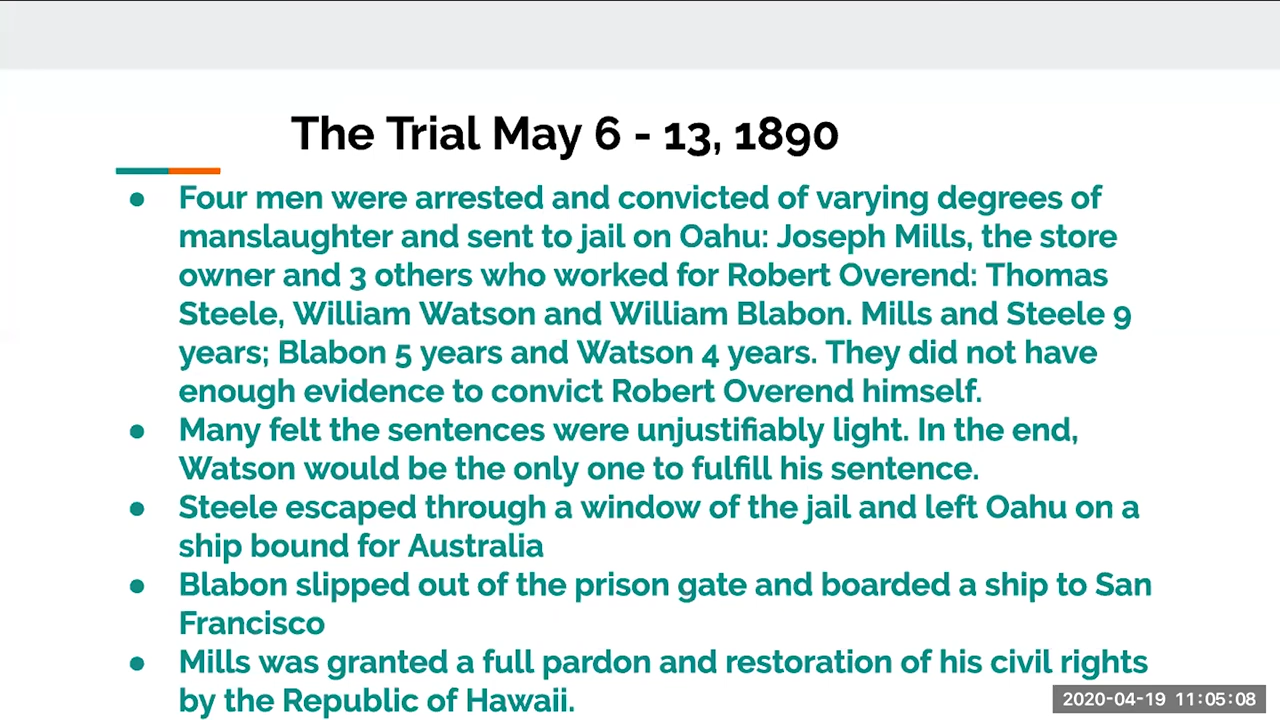 The Trial May 6 - 13, 1890
● Four men were arrested and convicted of varying degrees of
manslaughter and sent to jail on Oahu: Joseph Mills, the store
owner and 3 others who worked for Robert Overend: Thomas
Steele, William Watson and William Blabon. Mills and Steele 9
years; Blabon 5 years and Watson 4 years. They did not have
enough evidence to convict Robert Overend himself.
● Many felt the sentences were unjustifiably light. In the end,
Watson would be the only one to fulfill his sentence.
● Steele escaped through a window of the jail and left Oahu on a
ship bound for Australia
● Blabon slipped out of the prison gate and boarded a ship to San
Francisco
● Mills was granted a full pardon and restoration of his civil rights
by the Republic of Hawaii.
2020-04-19 11:05:08